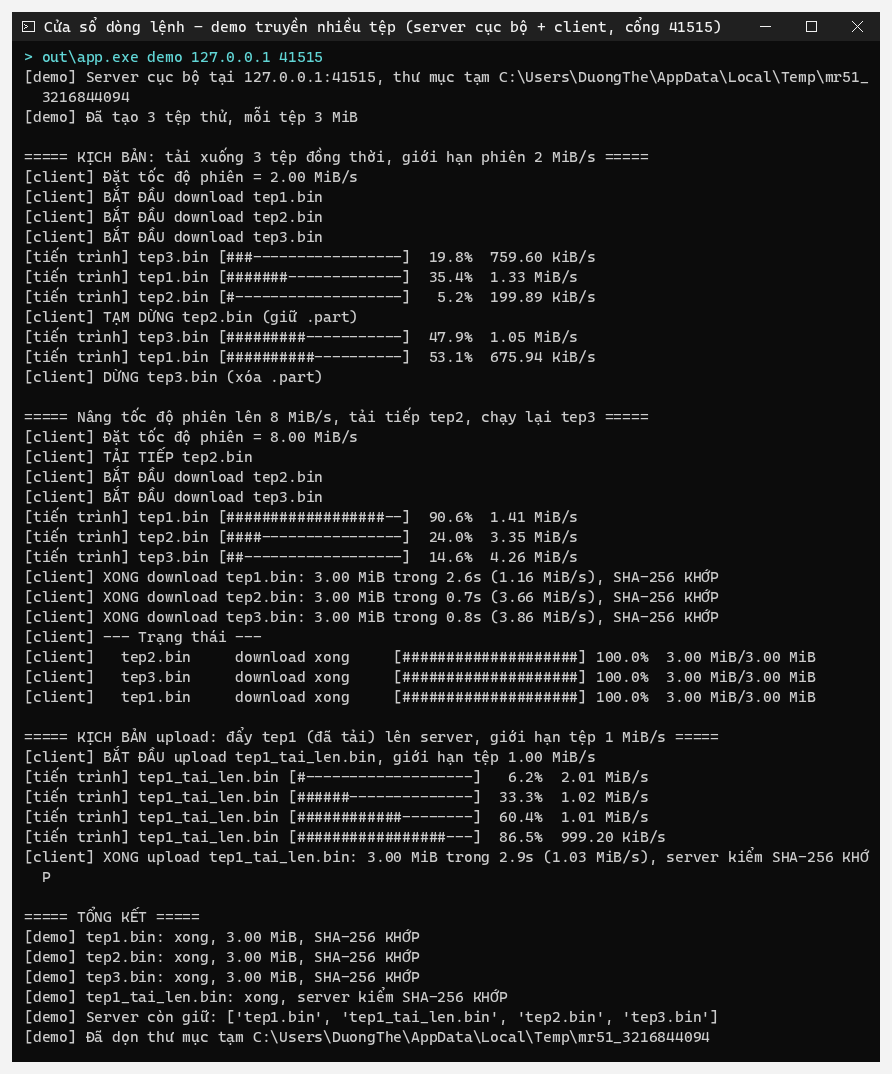 Cửa sổ dòng lệnh – demo truyền nhiều tệp (server cục bộ + client, cổng 41515)
> out\app.exe demo 127.0.0.1 41515
[demo] Server cục bộ tại 127.0.0.1:41515, thư mục tạm C:\Users\DuongThe\AppData\Local\Temp\mr51_
3216844094
[demo] Đã tạo 3 tệp thử, mỗi tệp 3 MiB
===== KỊCH BẢN: tải xuống 3 tệp đồng thời, giới hạn phiên 2 MiB/s =====
[client] Đặt tốc độ phiên = 2.00 MiB/s
[client] BẮT ĐẦU download tep1.bin
[client] BẮT ĐẦU download tep2.bin
[client] BẮT ĐẦU download tep3.bin
[tiến trình] tep3.bin [###-----------------]  19.8%  759.60 KiB/s
[tiến trình] tep1.bin [#######-------------]  35.4%  1.33 MiB/s
[tiến trình] tep2.bin [#-------------------]   5.2%  199.89 KiB/s
[client] TẠM DỪNG tep2.bin (giữ .part)
[tiến trình] tep3.bin [#########-----------]  47.9%  1.05 MiB/s
[tiến trình] tep1.bin [##########----------]  53.1%  675.94 KiB/s
[client] DỪNG tep3.bin (xóa .part)
===== Nâng tốc độ phiên lên 8 MiB/s, tải tiếp tep2, chạy lại tep3 =====
[client] Đặt tốc độ phiên = 8.00 MiB/s
[client] TẢI TIẾP tep2.bin
[client] BẮT ĐẦU download tep2.bin
[client] BẮT ĐẦU download tep3.bin
[tiến trình] tep1.bin [##################--]  90.6%  1.41 MiB/s
[tiến trình] tep2.bin [####----------------]  24.0%  3.35 MiB/s
[tiến trình] tep3.bin [##------------------]  14.6%  4.26 MiB/s
[client] XONG download tep1.bin: 3.00 MiB trong 2.6s (1.16 MiB/s), SHA-256 KHỚP
[client] XONG download tep2.bin: 3.00 MiB trong 0.7s (3.66 MiB/s), SHA-256 KHỚP
[client] XONG download tep3.bin: 3.00 MiB trong 0.8s (3.86 MiB/s), SHA-256 KHỚP
[client] --- Trạng thái ---
[client]   tep2.bin     download xong     [####################] 100.0%  3.00 MiB/3.00 MiB
[client]   tep3.bin     download xong     [####################] 100.0%  3.00 MiB/3.00 MiB
[client]   tep1.bin     download xong     [####################] 100.0%  3.00 MiB/3.00 MiB
===== KỊCH BẢN upload: đẩy tep1 (đã tải) lên server, giới hạn tệp 1 MiB/s =====
[client] BẮT ĐẦU upload tep1_tai_len.bin, giới hạn tệp 1.00 MiB/s
[tiến trình] tep1_tai_len.bin [#-------------------]   6.2%  2.01 MiB/s
[tiến trình] tep1_tai_len.bin [######--------------]  33.3%  1.02 MiB/s
[tiến trình] tep1_tai_len.bin [############--------]  60.4%  1.01 MiB/s
[tiến trình] tep1_tai_len.bin [#################---]  86.5%  999.20 KiB/s
[client] XONG upload tep1_tai_len.bin: 3.00 MiB trong 2.9s (1.03 MiB/s), server kiểm SHA-256 KHỚ
P
===== TỔNG KẾT =====
[demo] tep1.bin: xong, 3.00 MiB, SHA-256 KHỚP
[demo] tep2.bin: xong, 3.00 MiB, SHA-256 KHỚP
[demo] tep3.bin: xong, 3.00 MiB, SHA-256 KHỚP
[demo] tep1_tai_len.bin: xong, server kiểm SHA-256 KHỚP
[demo] Server còn giữ: ['tep1.bin', 'tep1_tai_len.bin', 'tep2.bin', 'tep3.bin']
[demo] Đã dọn thư mục tạm C:\Users\DuongThe\AppData\Local\Temp\mr51_3216844094